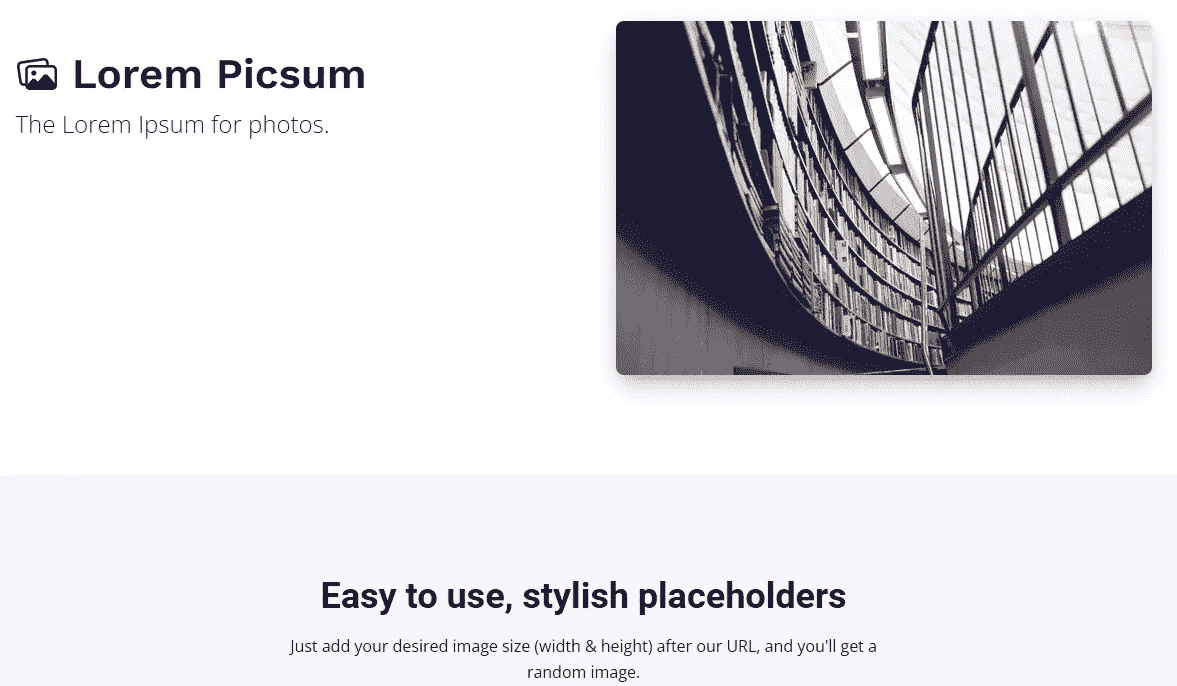 Lorem Picsum
The Lorem Ipsum for photos.
Easy to use, stylish placeholders
Just add your desired image size (width & height) after our URL, and you'll get a
random image.